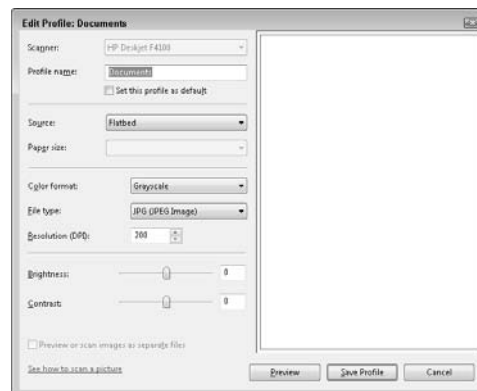 Edit Profile: Documents
Scanner: HP Deskjet F4100
Profile name: Documents
Set this profile as default
Source: Flatbed
Paper size:
Color format: Grayscale
File type: JPG (JPEG Image)
Resolution (DPI): 200
Brightness: 0
Contrast: 0
Preview or scan images as separate files
See how to scan a picture
Preview Save Profile Cancel